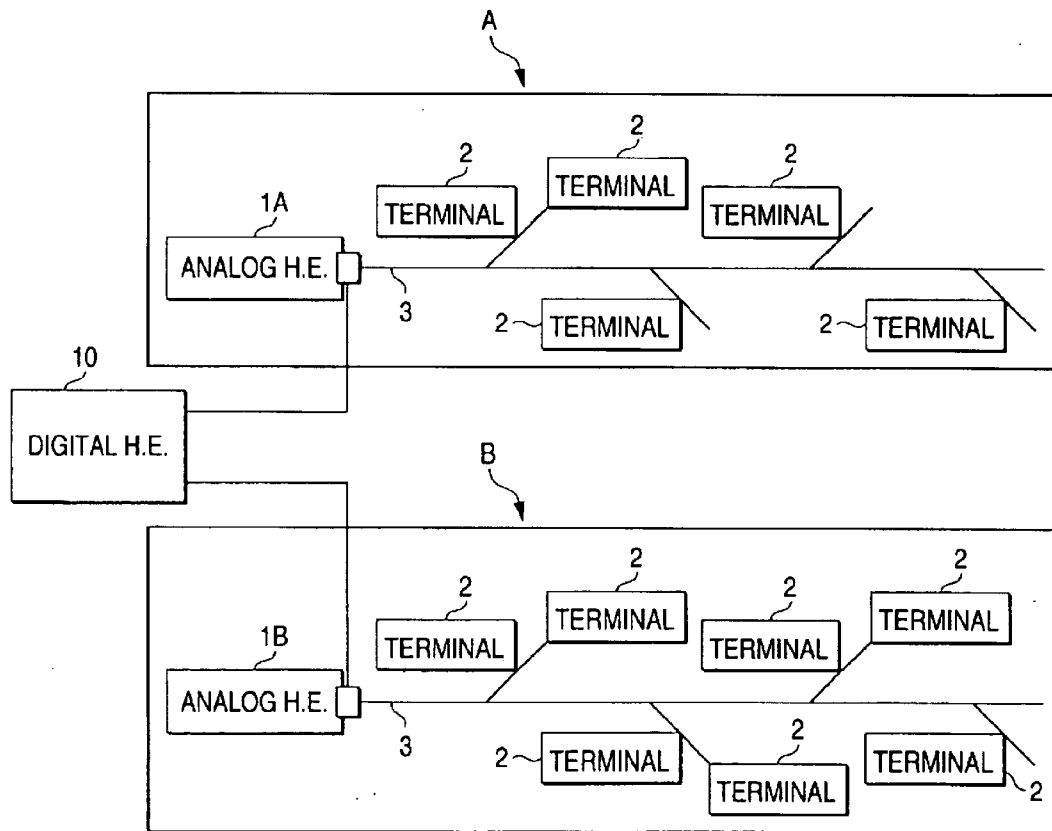 A
2
2
2
TERMINAL
TERMINAL
TERMINAL
1A
ANALOG H.E.
3
2 TERMINAL
2 TERMINAL
10
DIGITAL H.E.
B
2
2
2
2
TERMINAL
TERMINAL
TERMINAL
TERMINAL
1B
ANALOG H.E.
3
2 TERMINAL
2
TERMINAL
TERMINAL 2